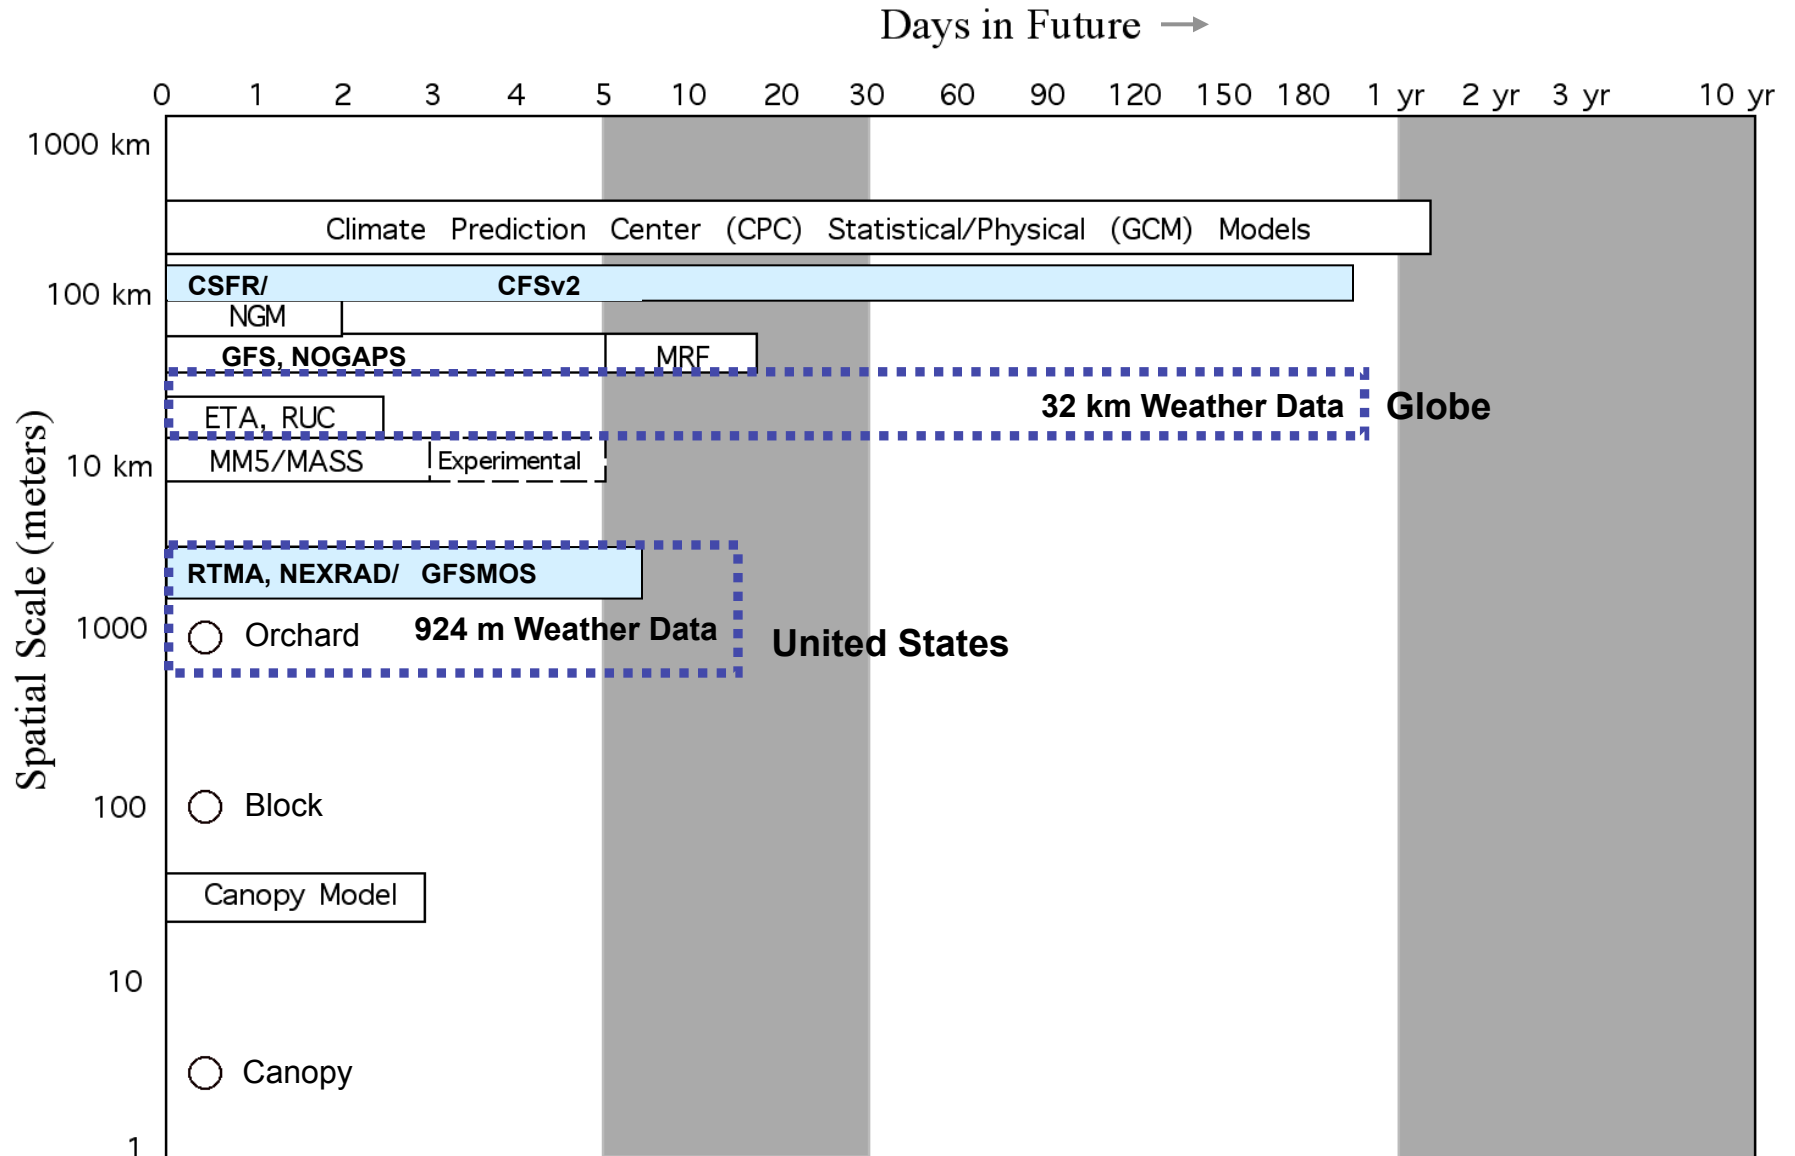 Days in Future
0 1 2 3 4 5 10 20 30 60 90 120 150 180 1 yr 2 yr 3 yr 10 yr
1000 km
Climate Prediction Center (CPC) Statistical/Physical (GCM) Models
CSFR/ CFSv2
100 km
NGM
GFS, NOGAPS MRF
32 km Weather Data Globe
ETA, RUC
10 km
MM5/MASS Experimental
Spatial Scale (meters)
RTMA, NEXRAD/ GFSMOS
1000
Orchard 924 m Weather Data United States
100
Block
Canopy Model
10
Canopy
1